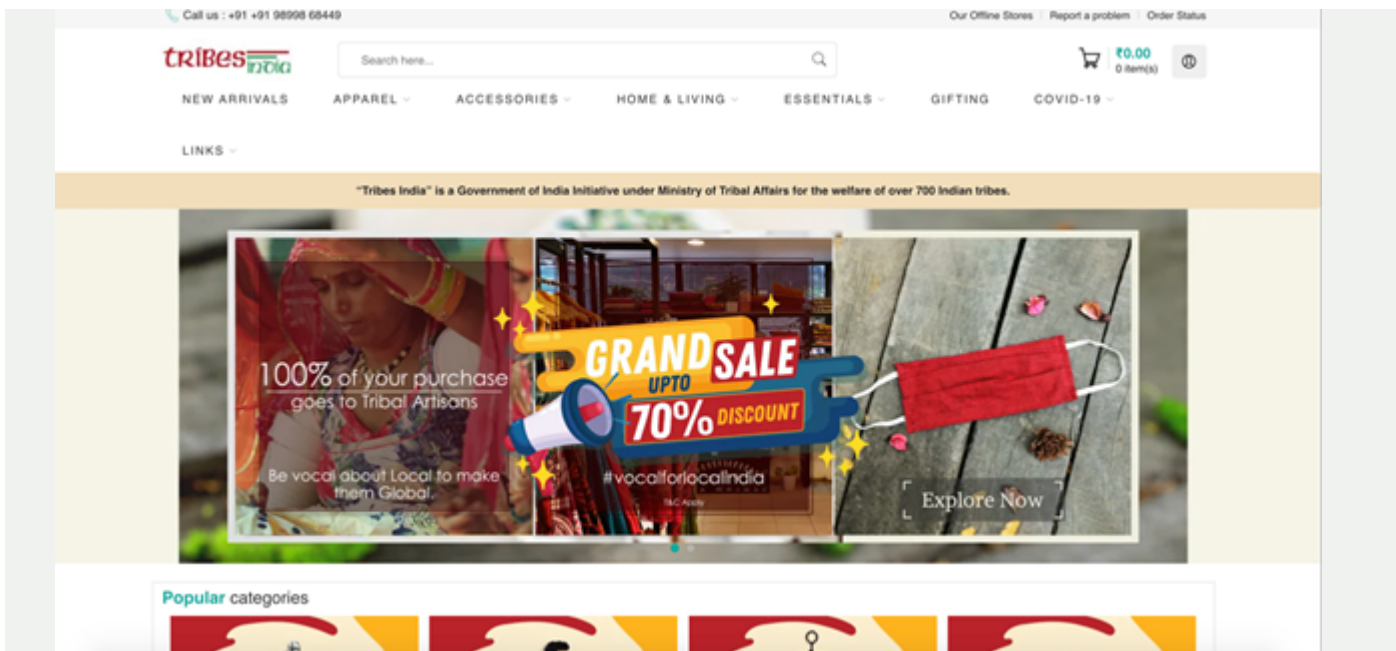 Call us : +91 +91 98998 68449
Our Offline Stores
Report a problem
Order Status
TRIBES
INDIA
Search here...
₹0.00
0 item(s)
NEW ARRIVALS
APPAREL
ACCESSORIES
HOME & LIVING
ESSENTIALS
GIFTING
COVID-19
LINKS
"Tribes India" is a Government of India Initiative under Ministry of Tribal Affairs for the welfare of over 700 Indian tribes.
100% of your purchase
goes to Tribal Artisans
Be vocal about Local to make
them Global.
GRAND SALE
UPTO
70% DISCOUNT
#vocalforlocalIndia
T&C Apply
Explore Now
Popular categories